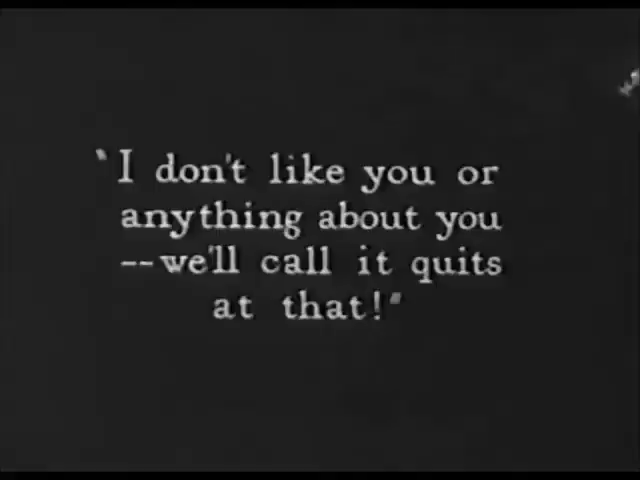 "I don't like you or
anything about you
--we'll call it quits
at that!"